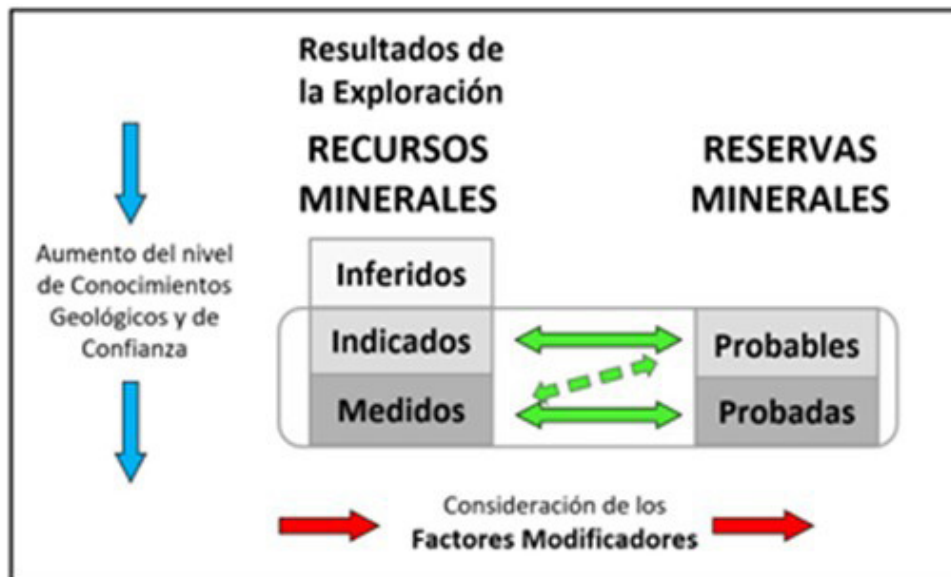 Resultados de
la Exploración
RECURSOS
MINERALES
RESERVAS
MINERALES
Aumento del nivel
de Conocimientos
Geológicos y de
Confianza
Inferidos
Indicados
Medidos
Probables
Probadas
Consideración de los
Factores Modificadores